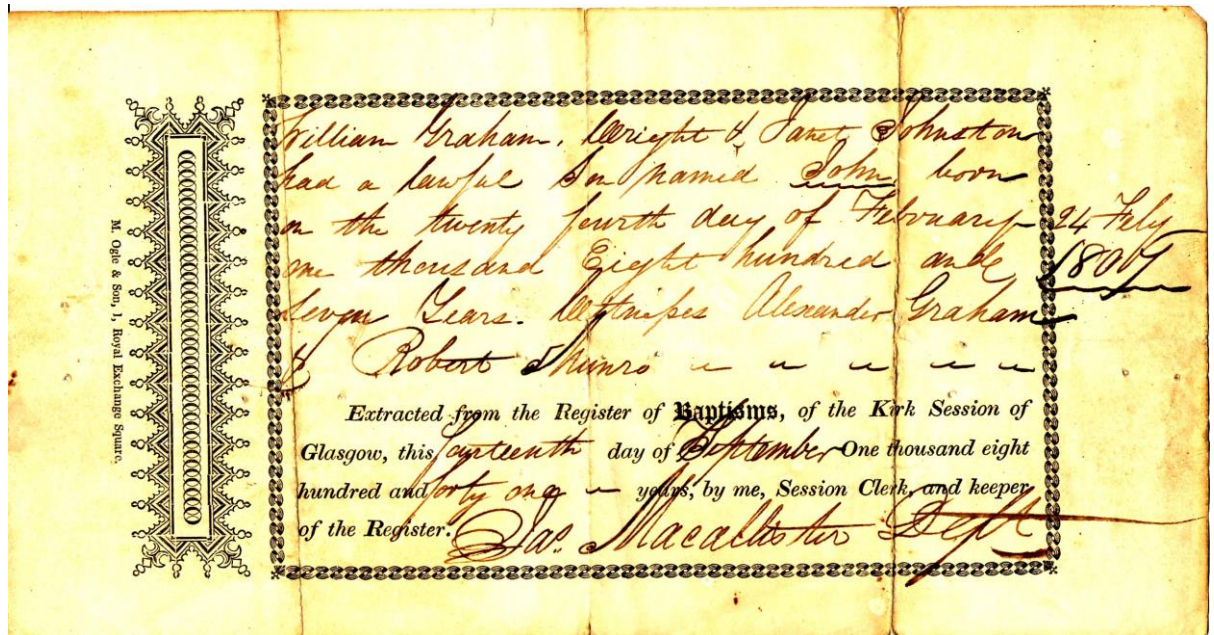 William Graham, Wright & Janet Johnston
had a lawful Son named John born
on the twenty fourth day of February 24 Feby
one thousand Eight hundred and 1807
Seven Years. Witnesses Alexander Graham
& Robert Munro
Extracted from the Register of Baptisms, of the Kirk Session of
Glasgow, this fourteenth day of September One thousand eight
hundred and forty one years, by me, Session Clerk, and keeper
of the Register. Jas. Macallister Dept
M. Ogle & Son, 1, Royal Exchange Square.